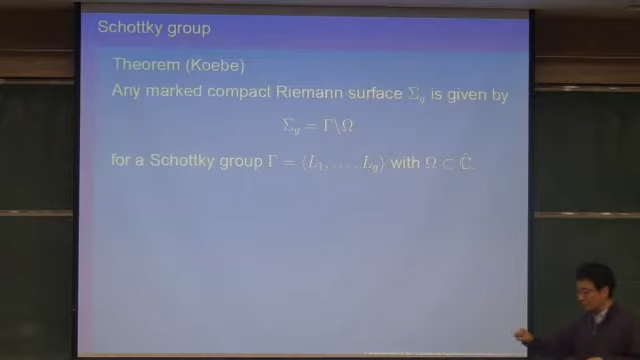 Schottky group
Theorem (Koebe)
Any marked compact Riemann surface Σ_g is given by
Σ_g = Γ\Ω
for a Schottky group Γ = ⟨L_1, . . . , L_g⟩ with Ω ⊂ Ĉ.